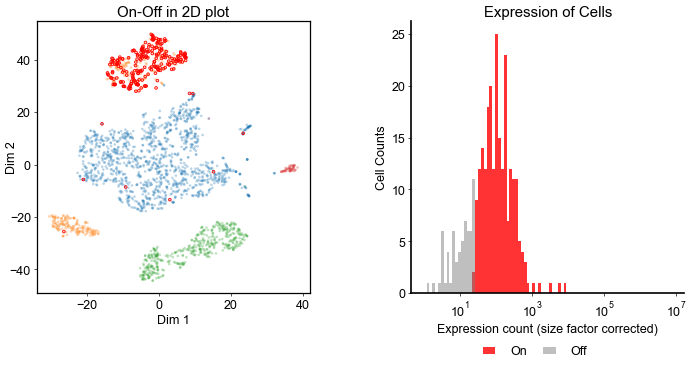 On-Off in 2D plot
40
20
0
−20
−40
Dim 2
−20
0
20
40
Dim 1
Expression of Cells
25
20
15
10
5
0
Cell Counts
10^1
10^3
10^5
10^7
Expression count (size factor corrected)
On
Off